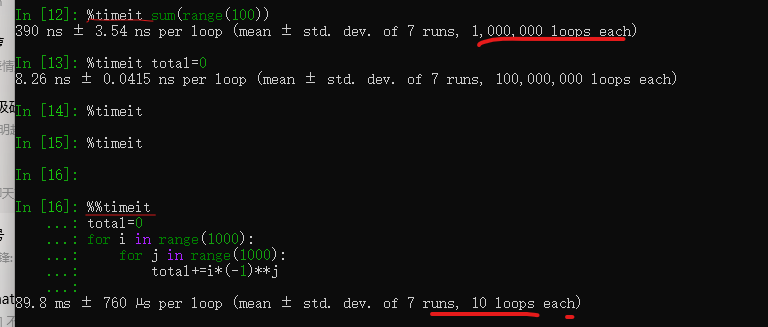 In [12]: %timeit sum(range(100))
390 ns ± 3.54 ns per loop (mean ± std. dev. of 7 runs, 1,000,000 loops each)
In [13]: %timeit total=0
8.26 ns ± 0.0415 ns per loop (mean ± std. dev. of 7 runs, 100,000,000 loops each)
In [14]: %timeit
In [15]: %timeit
In [16]:
In [16]: %%timeit
...: total=0
...: for i in range(1000):
...:     for j in range(1000):
...:         total+=i*(-1)**j
...:
89.8 ms ± 760 μs per loop (mean ± std. dev. of 7 runs, 10 loops each)